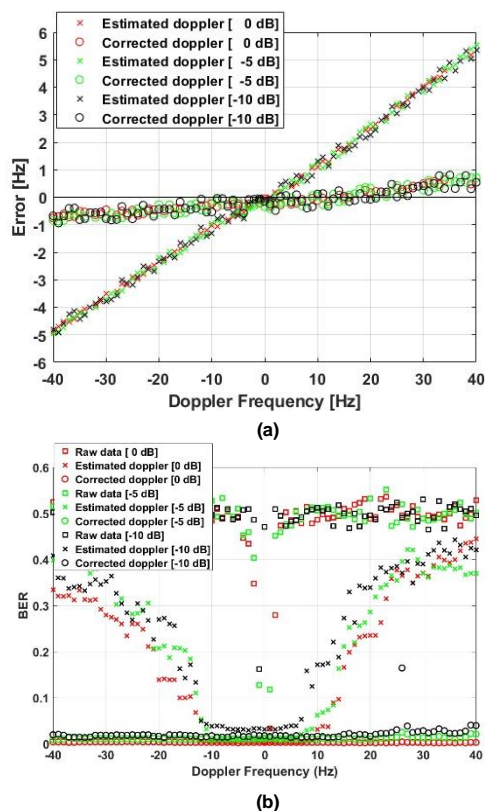 Estimated doppler [ 0 dB]
Corrected doppler [ 0 dB]
Estimated doppler [ -5 dB]
Corrected doppler [ -5 dB]
Estimated doppler [-10 dB]
Corrected doppler [-10 dB]
6
5
4
3
2
1
0
-1
-2
-3
-4
-5
-6
Error [Hz]
-40 -30 -20 -10 0 10 20 30 40
Doppler Frequency [Hz]
(a)
Raw data [ 0 dB]
Estimated doppler [0 dB]
Corrected doppler [0 dB]
Raw data [-5 dB]
Estimated doppler [-5 dB]
Corrected doppler [-5 dB]
Raw data [-10 dB]
Estimated doppler [-10 dB]
Corrected doppler [-10 dB]
0.6
0.5
0.4
0.3
0.2
0.1
0
BER
-40 -30 -20 -10 0 10 20 30 40
Doppler Frequency (Hz)
(b)